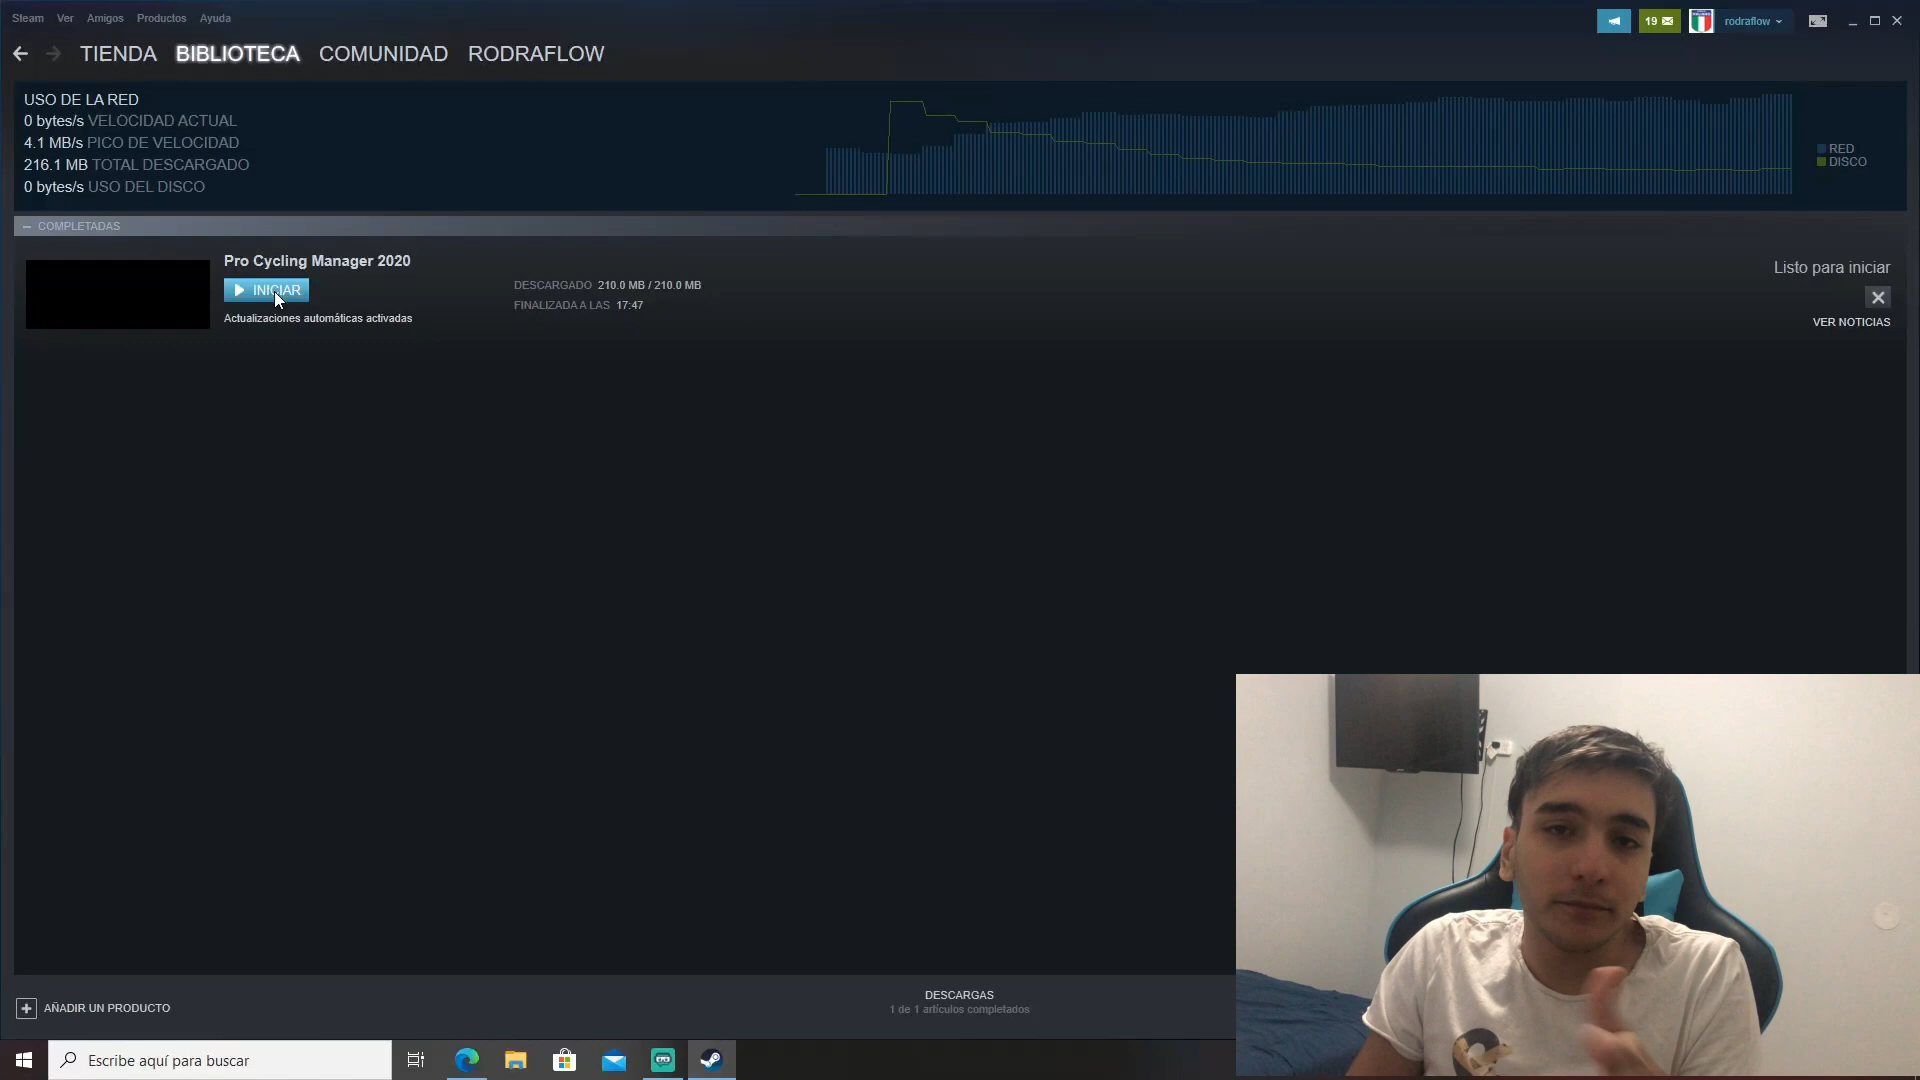 Steam Ver Amigos Productos Ayuda
19
rodraflow
TIENDA BIBLIOTECA COMUNIDAD RODRAFLOW
USO DE LA RED
0 bytes/s VELOCIDAD ACTUAL
4.1 MB/s PICO DE VELOCIDAD
216.1 MB TOTAL DESCARGADO
0 bytes/s USO DEL DISCO
RED
DISCO
COMPLETADAS
Pro Cycling Manager 2020
INICIAR
Actualizaciones automáticas activadas
DESCARGADO 210.0 MB / 210.0 MB
FINALIZADA A LAS 17:47
Listo para iniciar
VER NOTICIAS
AÑADIR UN PRODUCTO
DESCARGAS
1 de 1 artículos completados
Escribe aquí para buscar